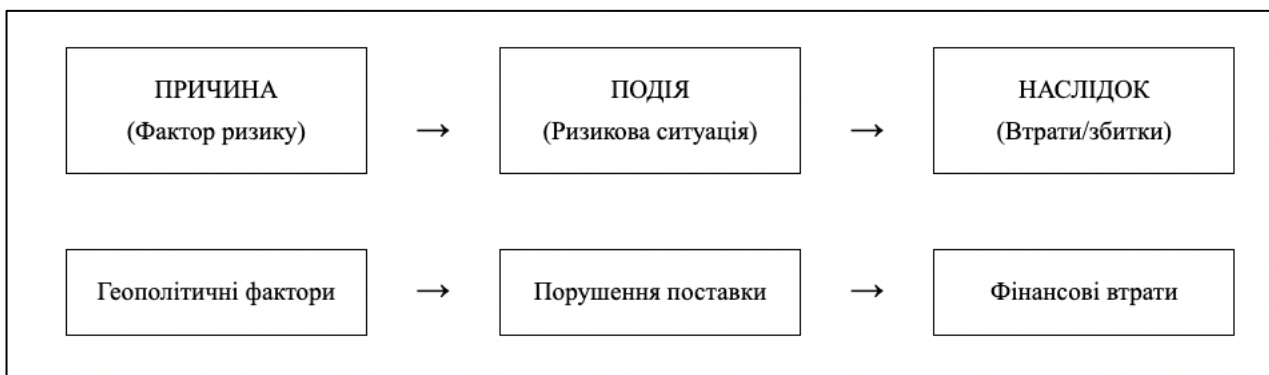 ПРИЧИНА
(Фактор ризику)
→
ПОДІЯ
(Ризикова ситуація)
→
НАСЛІДОК
(Втрати/збитки)
Геополітичні фактори
→
Порушення поставки
→
Фінансові втрати